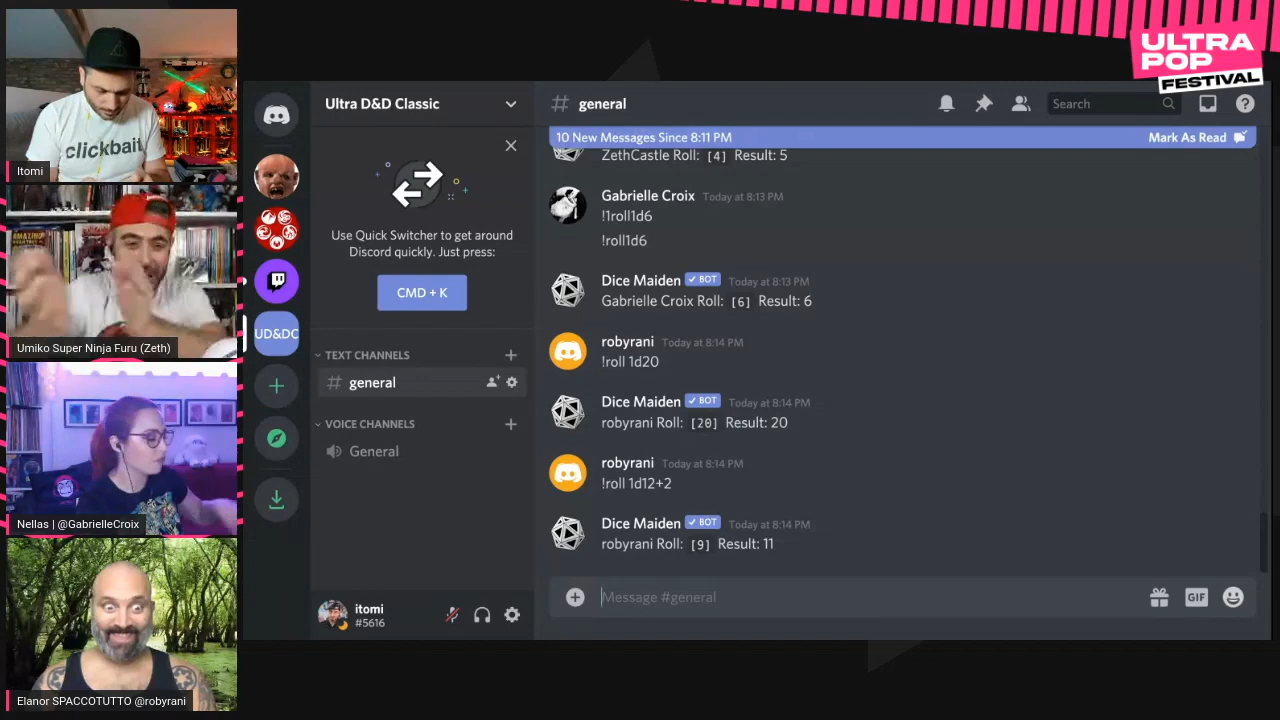 clickbait
Itomi
Umiko Super Ninja Furu (Zeth)
Nellas | @GabrielleCroix
Elanor SPACCOTUTTO @robyrani
UD&DC
Ultra D&D Classic
Use Quick Switcher to get around
Discord quickly. Just press:
CMD + K
TEXT CHANNELS
# general
VOICE CHANNELS
General
itomi
#5616
# general
Search
10 New Messages Since 8:11 PM
Mark As Read
ZethCastle Roll: [4] Result: 5
Gabrielle Croix Today at 8:13 PM
!1roll1d6
!roll1d6
Dice Maiden BOT Today at 8:13 PM
Gabrielle Croix Roll: [6] Result: 6
robyrani Today at 8:14 PM
!roll 1d20
Dice Maiden BOT Today at 8:14 PM
robyrani Roll: [20] Result: 20
robyrani Today at 8:14 PM
!roll 1d12+2
Dice Maiden BOT Today at 8:14 PM
robyrani Roll: [9] Result: 11
Message #general
GIF
ULTRA
POP
FESTIVAL